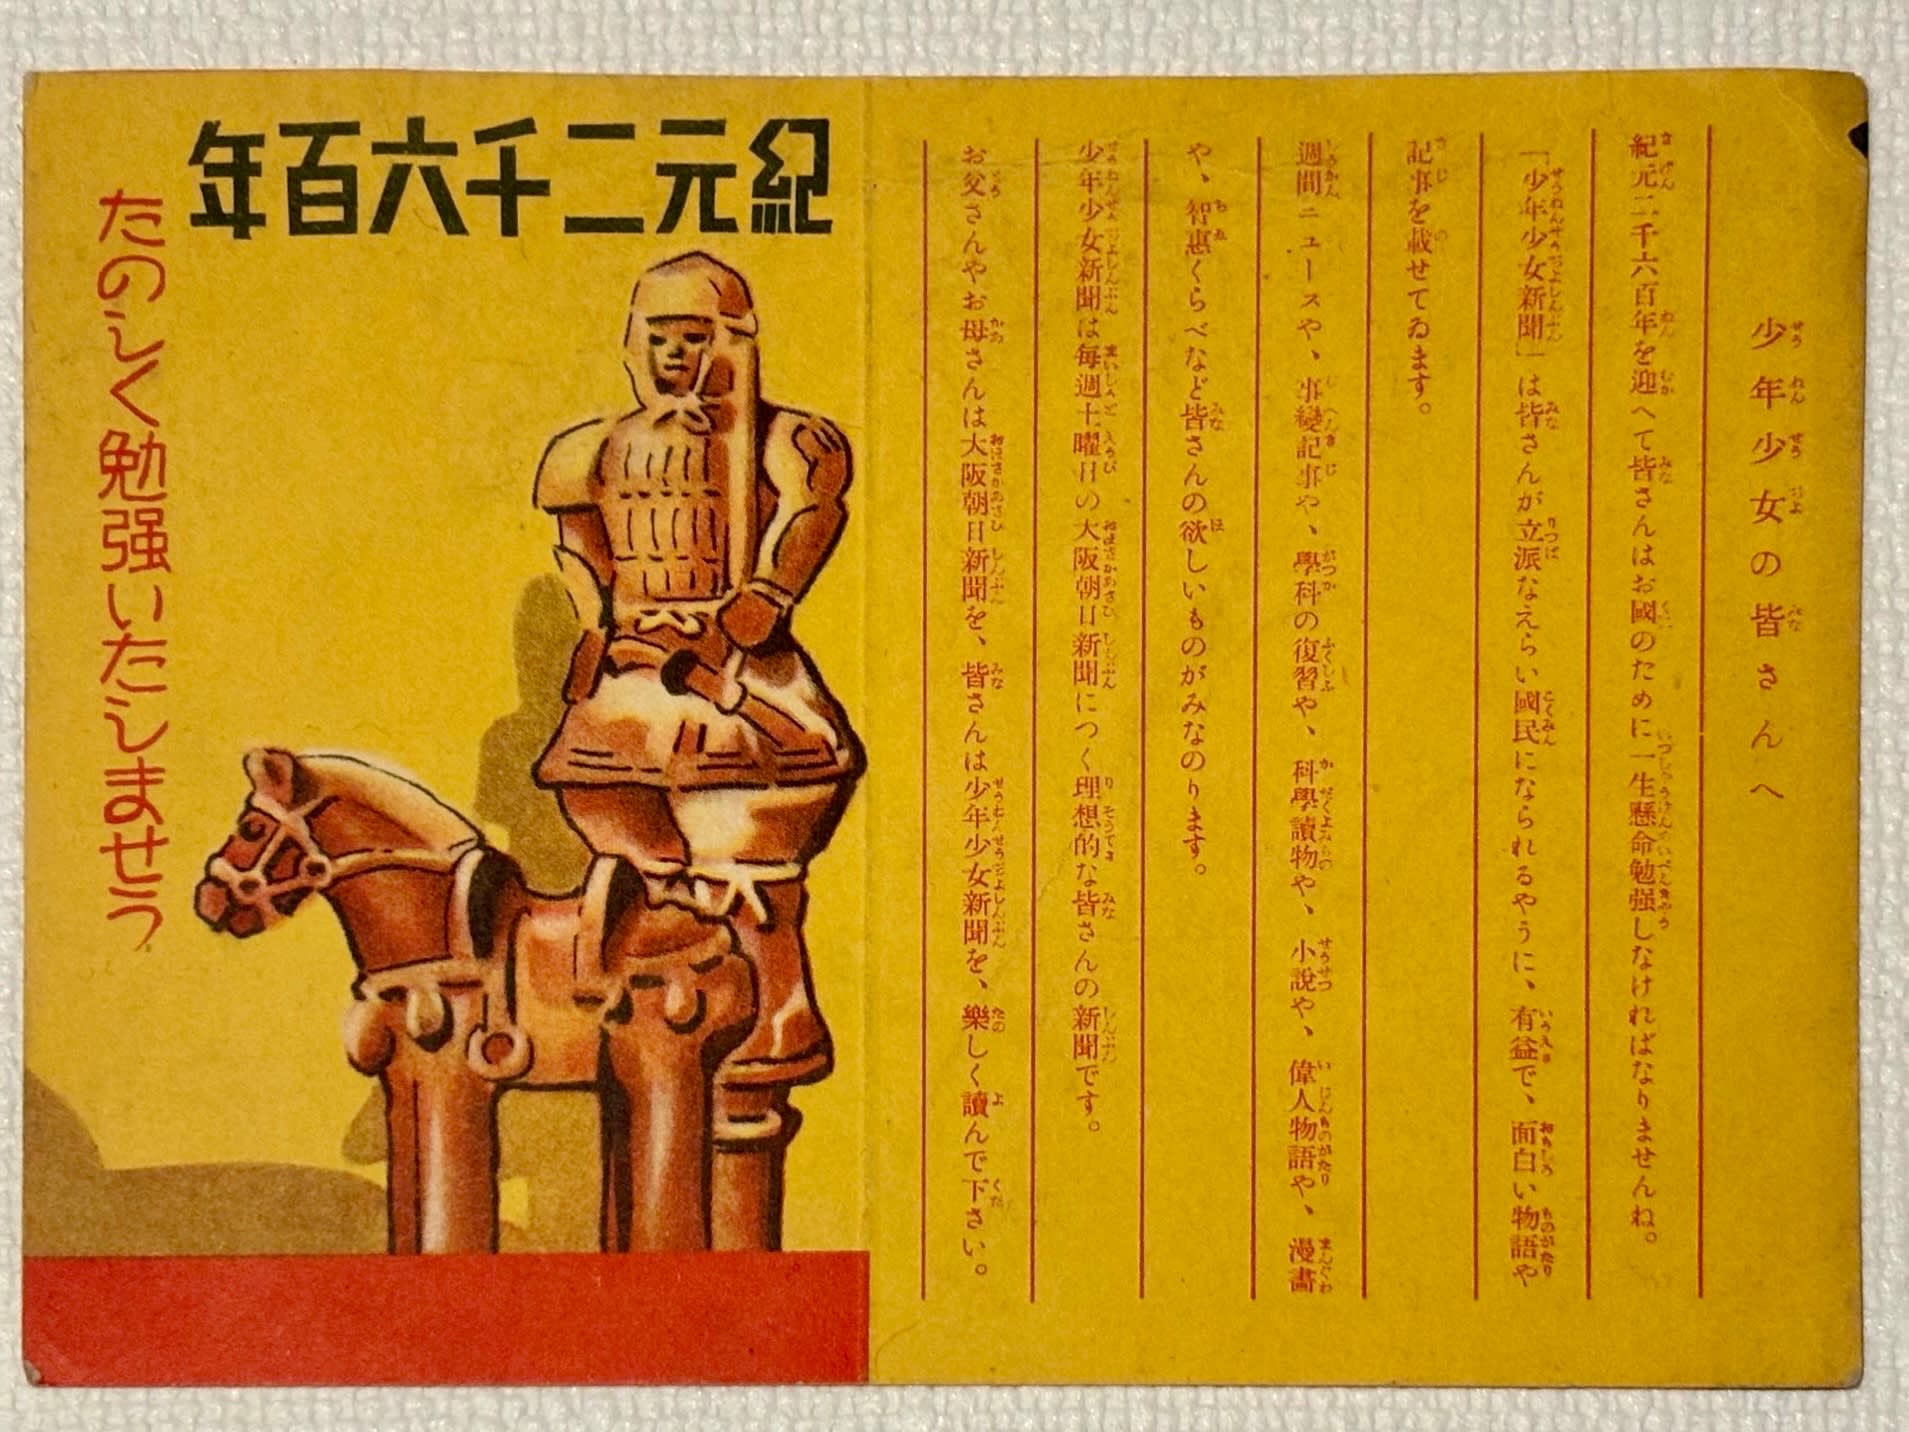 少年少女の皆さんへ
紀元二千六百年を迎へて皆さんはお國のために一生懸命勉强しなければなりませんね。
「少年少女新聞」は皆さんが立派なえらい國民になられるやうに、有益で、面白い物語や
記事を載せてゐます。
週間ニュースや、事變記事や、學科の復習や、科學讀物や、小說や、偉人物語や、漫畫
や、智惠くらべなど皆さんの欲しいものがみなのります。
少年少女新聞は每週土曜日の大阪朝日新聞につく理想的な皆さんの新聞です。
お父さんやお母さんは大阪朝日新聞を、皆さんは少年少女新聞を、樂しく讀んで下さい。
紀元二千六百年
たのしく勉强いたしませう